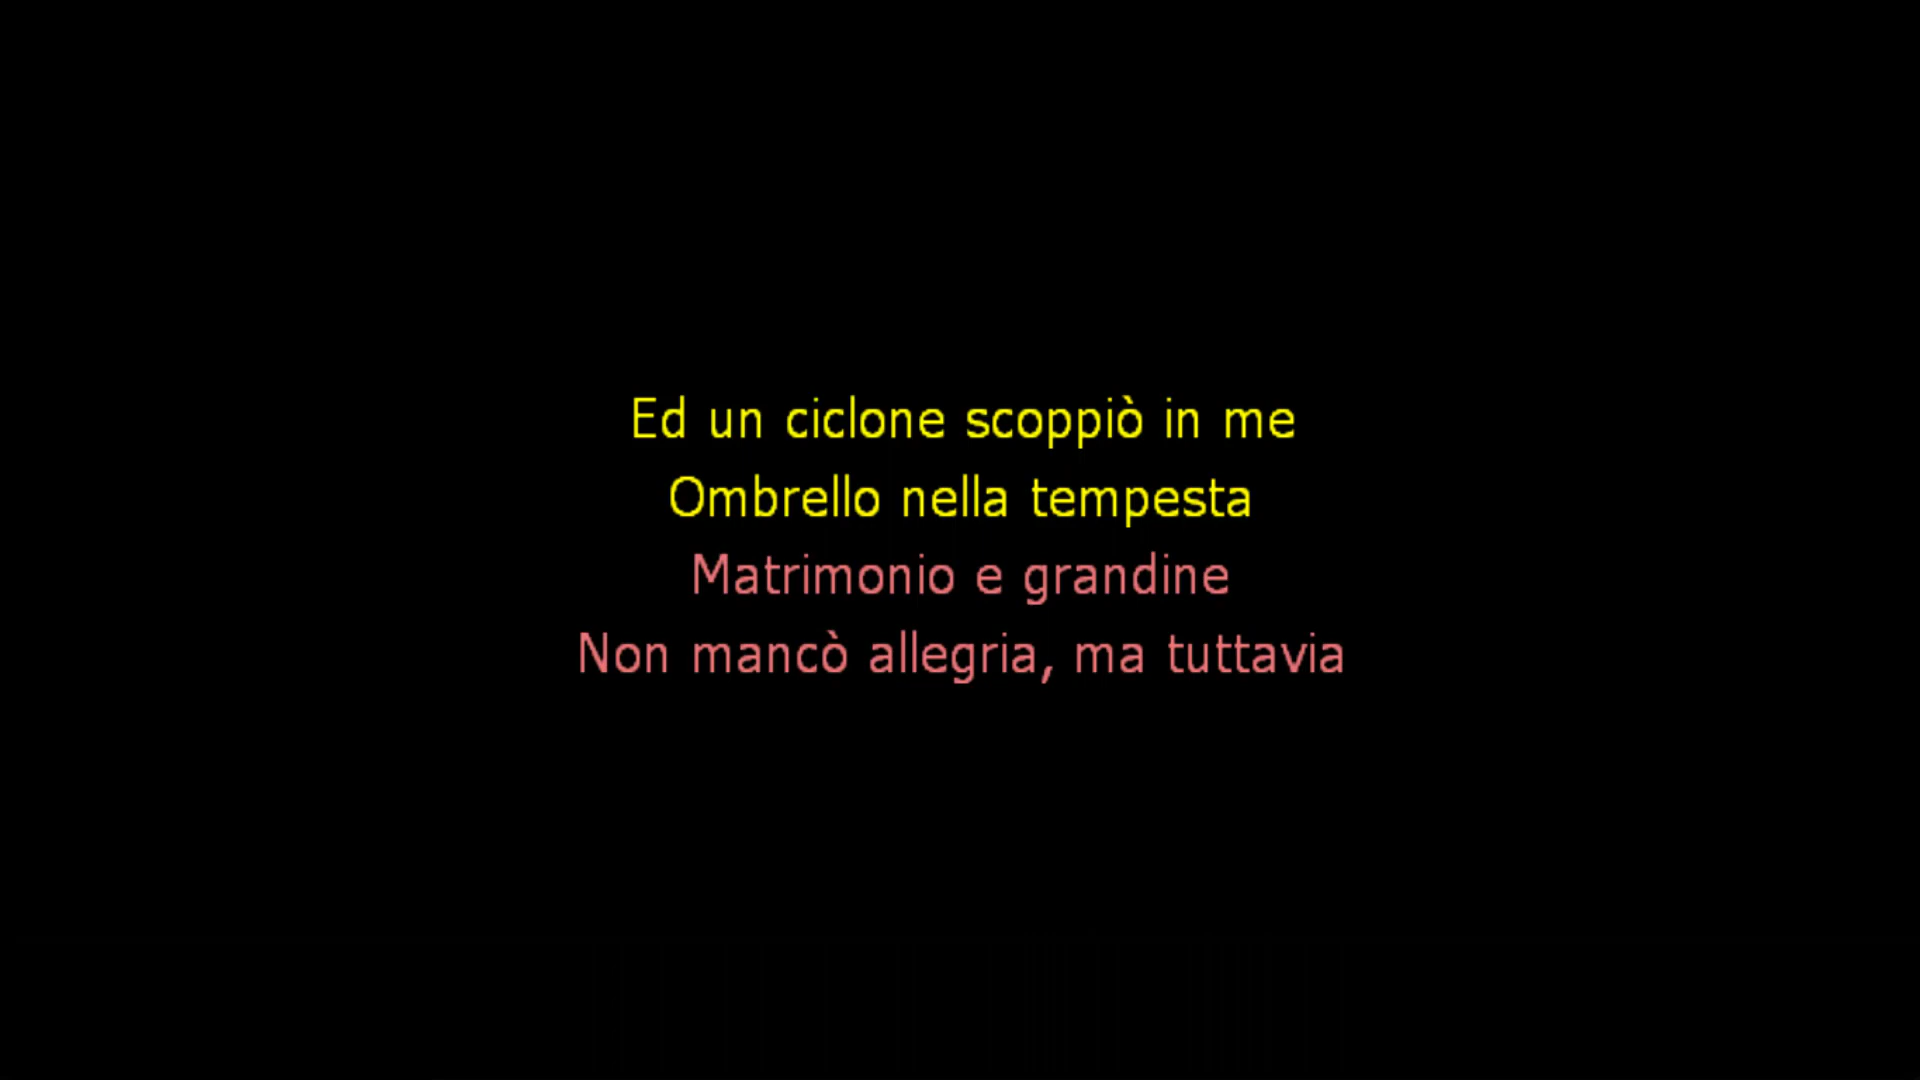 Ed un ciclone scoppiò in me
Ombrello nella tempesta
Matrimonio e grandine
Non mancò allegria, ma tuttavia